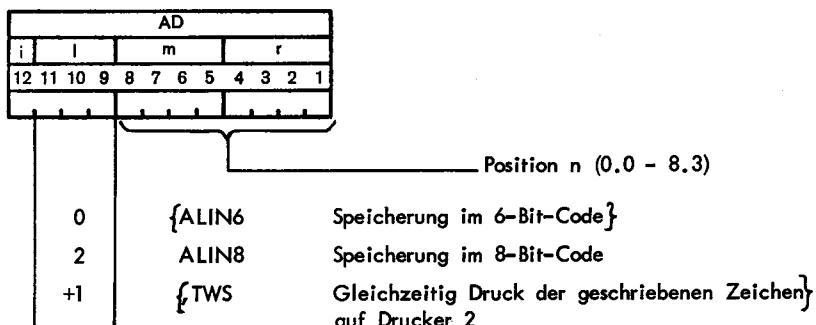 AD
i l m r
12 11 10 9 8 7 6 5 4 3 2 1
Position n (0.0 - 8.3)
0 {ALIN6 Speicherung im 6-Bit-Code}
2 ALIN8 Speicherung im 8-Bit-Code
+1 {,TWS Gleichzeitig Druck der geschriebenen Zeichen}
auf Drucker 2